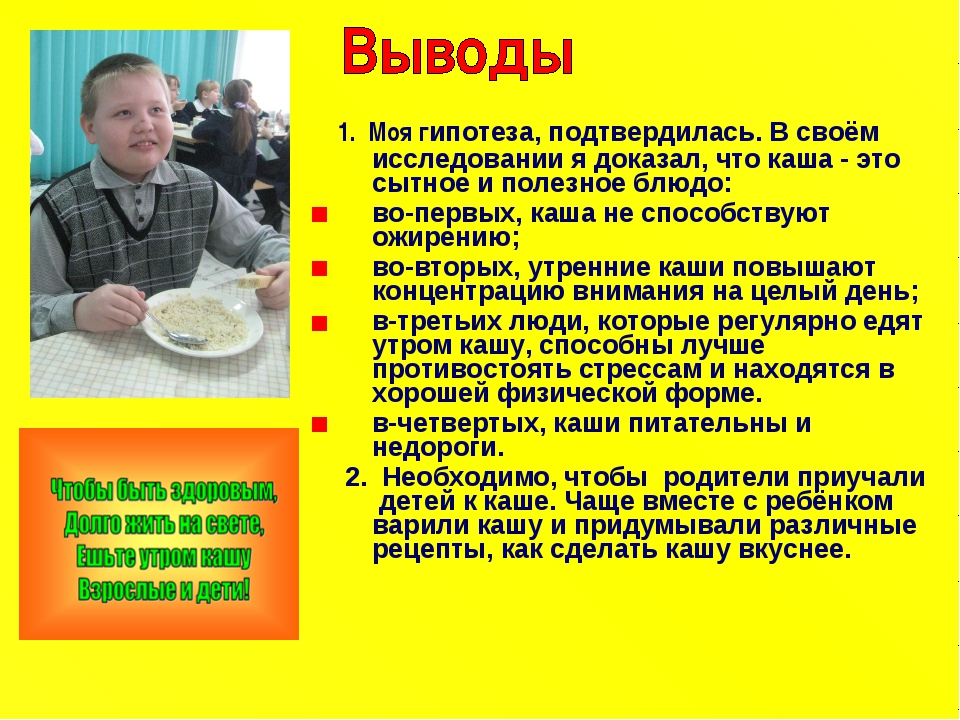 Выводы
1. Моя гипотеза, подтвердилась. В своём
исследовании я доказал, что каша - это
сытное и полезное блюдо:
во-первых, каша не способствуют
ожирению;
во-вторых, утренние каши повышают
концентрацию внимания на целый день;
в-третьих люди, которые регулярно едят
утром кашу, способны лучше
противостоять стрессам и находятся в
хорошей физической форме.
в-четвертых, каши питательны и
недороги.
2. Необходимо, чтобы родители приучали
детей к каше. Чаще вместе с ребёнком
варили кашу и придумывали различные
рецепты, как сделать кашу вкуснее.
Чтобы быть здоровым,
Долго жить на свете,
Ешьте утром кашу
Взрослые и дети!